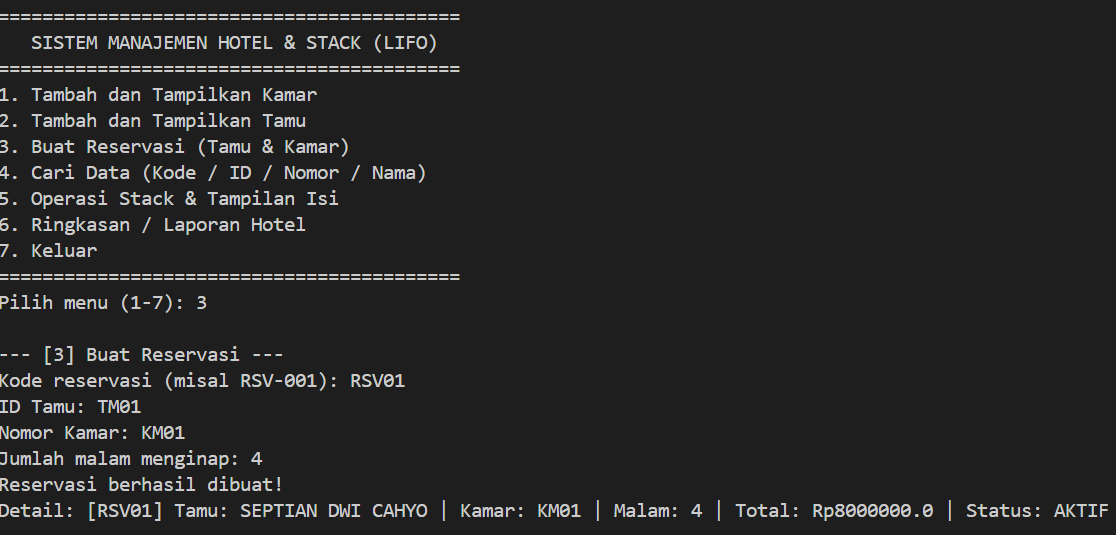 ==========================================
SISTEM MANAJEMEN HOTEL & STACK (LIFO)
==========================================
1. Tambah dan Tampilkan Kamar
2. Tambah dan Tampilkan Tamu
3. Buat Reservasi (Tamu & Kamar)
4. Cari Data (Kode / ID / Nomor / Nama)
5. Operasi Stack & Tampilan Isi
6. Ringkasan / Laporan Hotel
7. Keluar
==========================================
Pilih menu (1-7): 3
--- [3] Buat Reservasi ---
Kode reservasi (misal RSV-001): RSV01
ID Tamu: TM01
Nomor Kamar: KM01
Jumlah malam menginap: 4
Reservasi berhasil dibuat!
Detail: [RSV01] Tamu: SEPTIAN DWI CAHYO | Kamar: KM01 | Malam: 4 | Total: Rp8000000.0 | Status: AKTIF